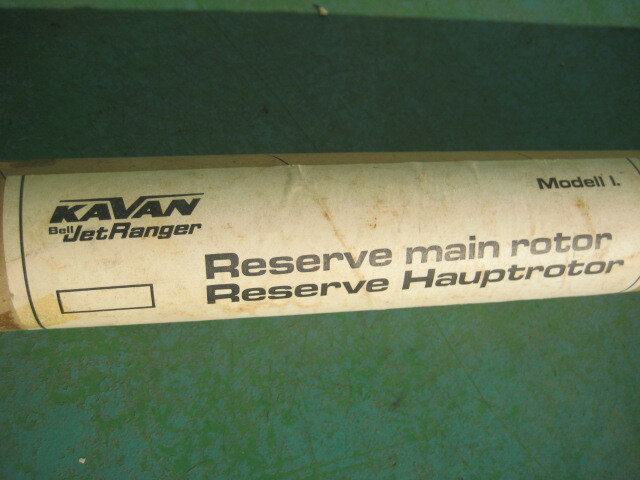 KAVAN
Bell JetRanger
Modell I.
Reserve main rotor
Reserve Hauptrotor